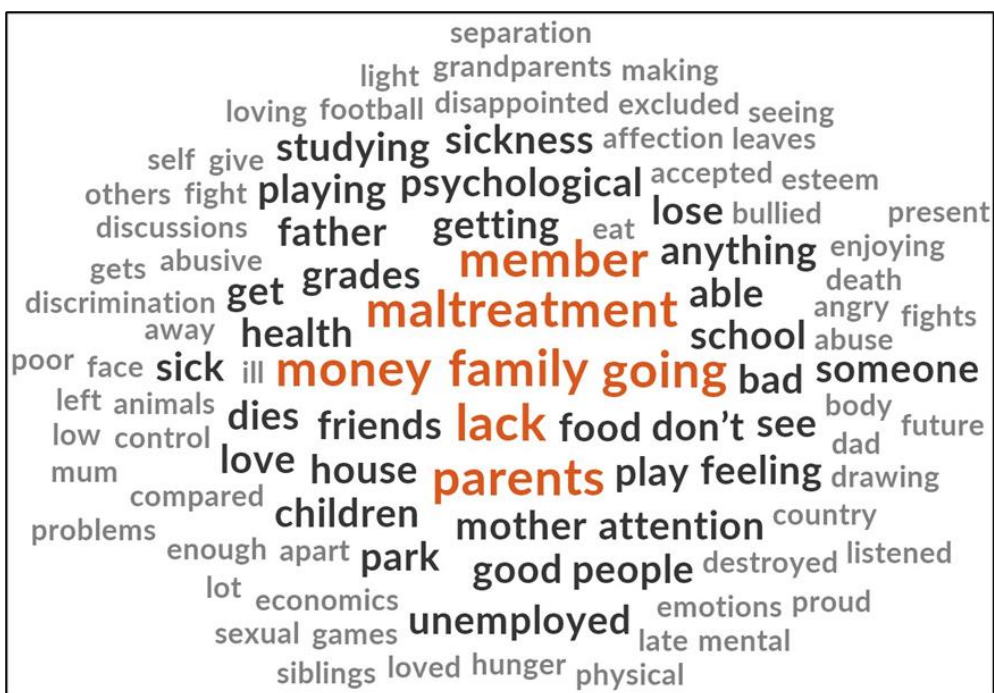 separation
light grandparents making
loving football disappointed excluded seeing
studying sickness affection leaves
self give
others fight playing psychological accepted esteem
discussions father getting eat lose bullied present
gets abusive grades member anything enjoying
death
discrimination get maltreatment able angry fights
away health school abuse
poor face sick ill money family going bad someone
left animals dies friends lack food don't see body future
low control dad
mum love house parents play feeling drawing
compared children mother attention country
problems
enough apart park good people destroyed listened
lot economics unemployed emotions proud
sexual games late mental
siblings loved hunger physical